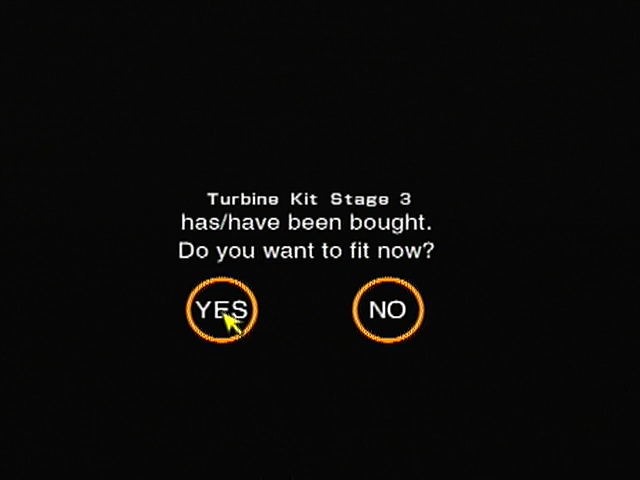 Turbine Kit Stage 3
has/have been bought.
Do you want to fit now?
YES NO